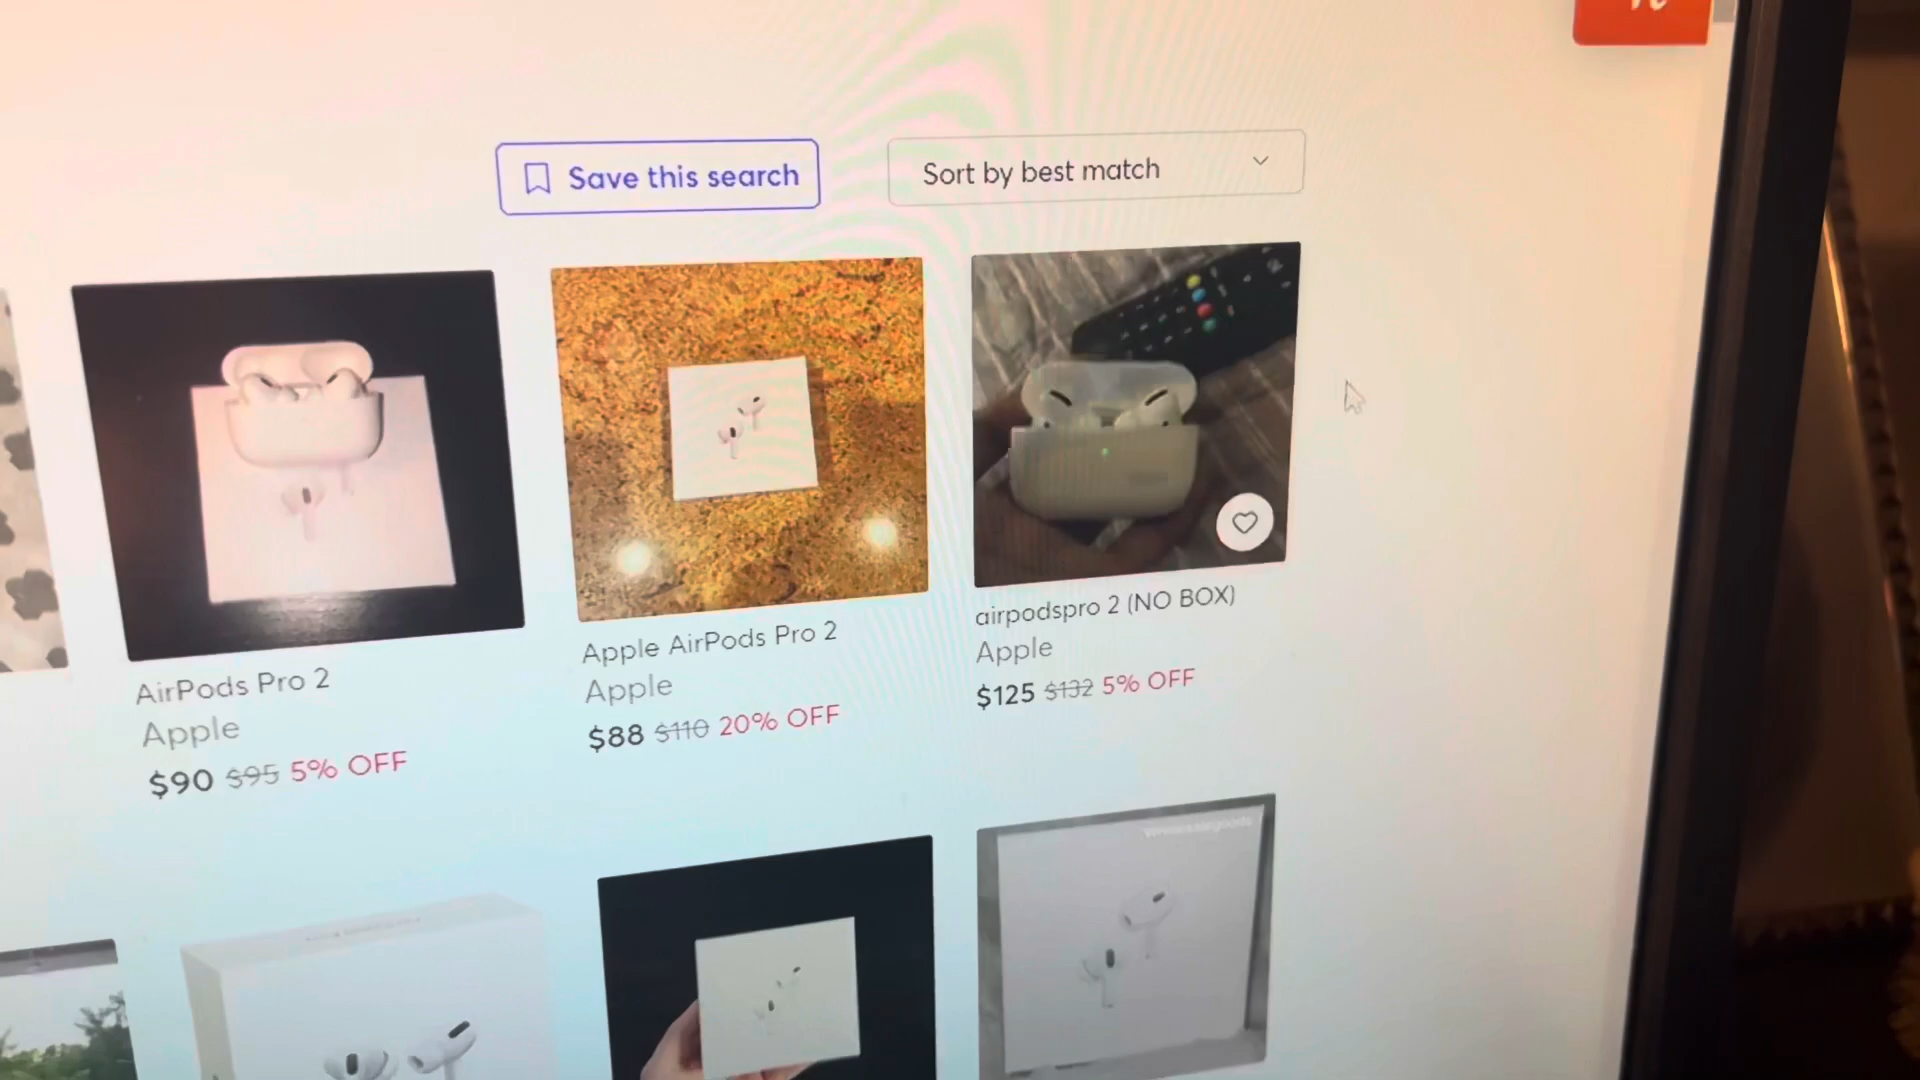 Save this search
Sort by best match
AirPods Pro 2
Apple
$90 $95 5% OFF
Apple AirPods Pro 2
Apple
$88 $110 20% OFF
airpodspro 2 (NO BOX)
Apple
$125 $132 5% OFF